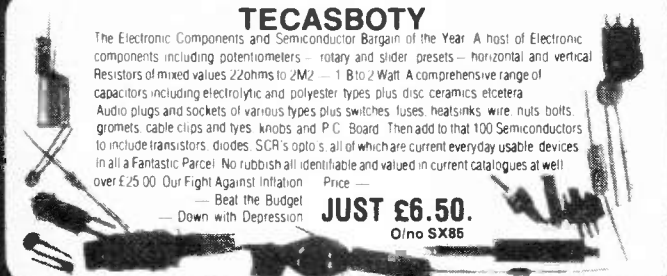 TECASBOTY
The Electronic Components and Semiconductor Bargain of the Year A host of Electronic
components including potentiometers – rotary and slider presets – horizontal and vertical
Resistors of mixed values 22ohms to 2M2 – 1 8 to 2 Watt A comprehensive range of
capacitors including electrolytic and polyester types plus disc ceramics etcetera
Audio plugs and sockets of various types plus switches fuses, heatsinks wire, nuts bolts,
gromets, cable clips and tyes, knobs and P C Board Then add to that 100 Semiconductors
to include transistors, diodes, SCR's opto s, all of which are current everyday usable devices
In all a Fantastic Parcel No rubbish all identifiable and valued in current catalogues at well
over £25 00 Our Fight Against Inflation Price –
– Beat the Budget
– Down with Depression JUST £6.50.
O/no SX85